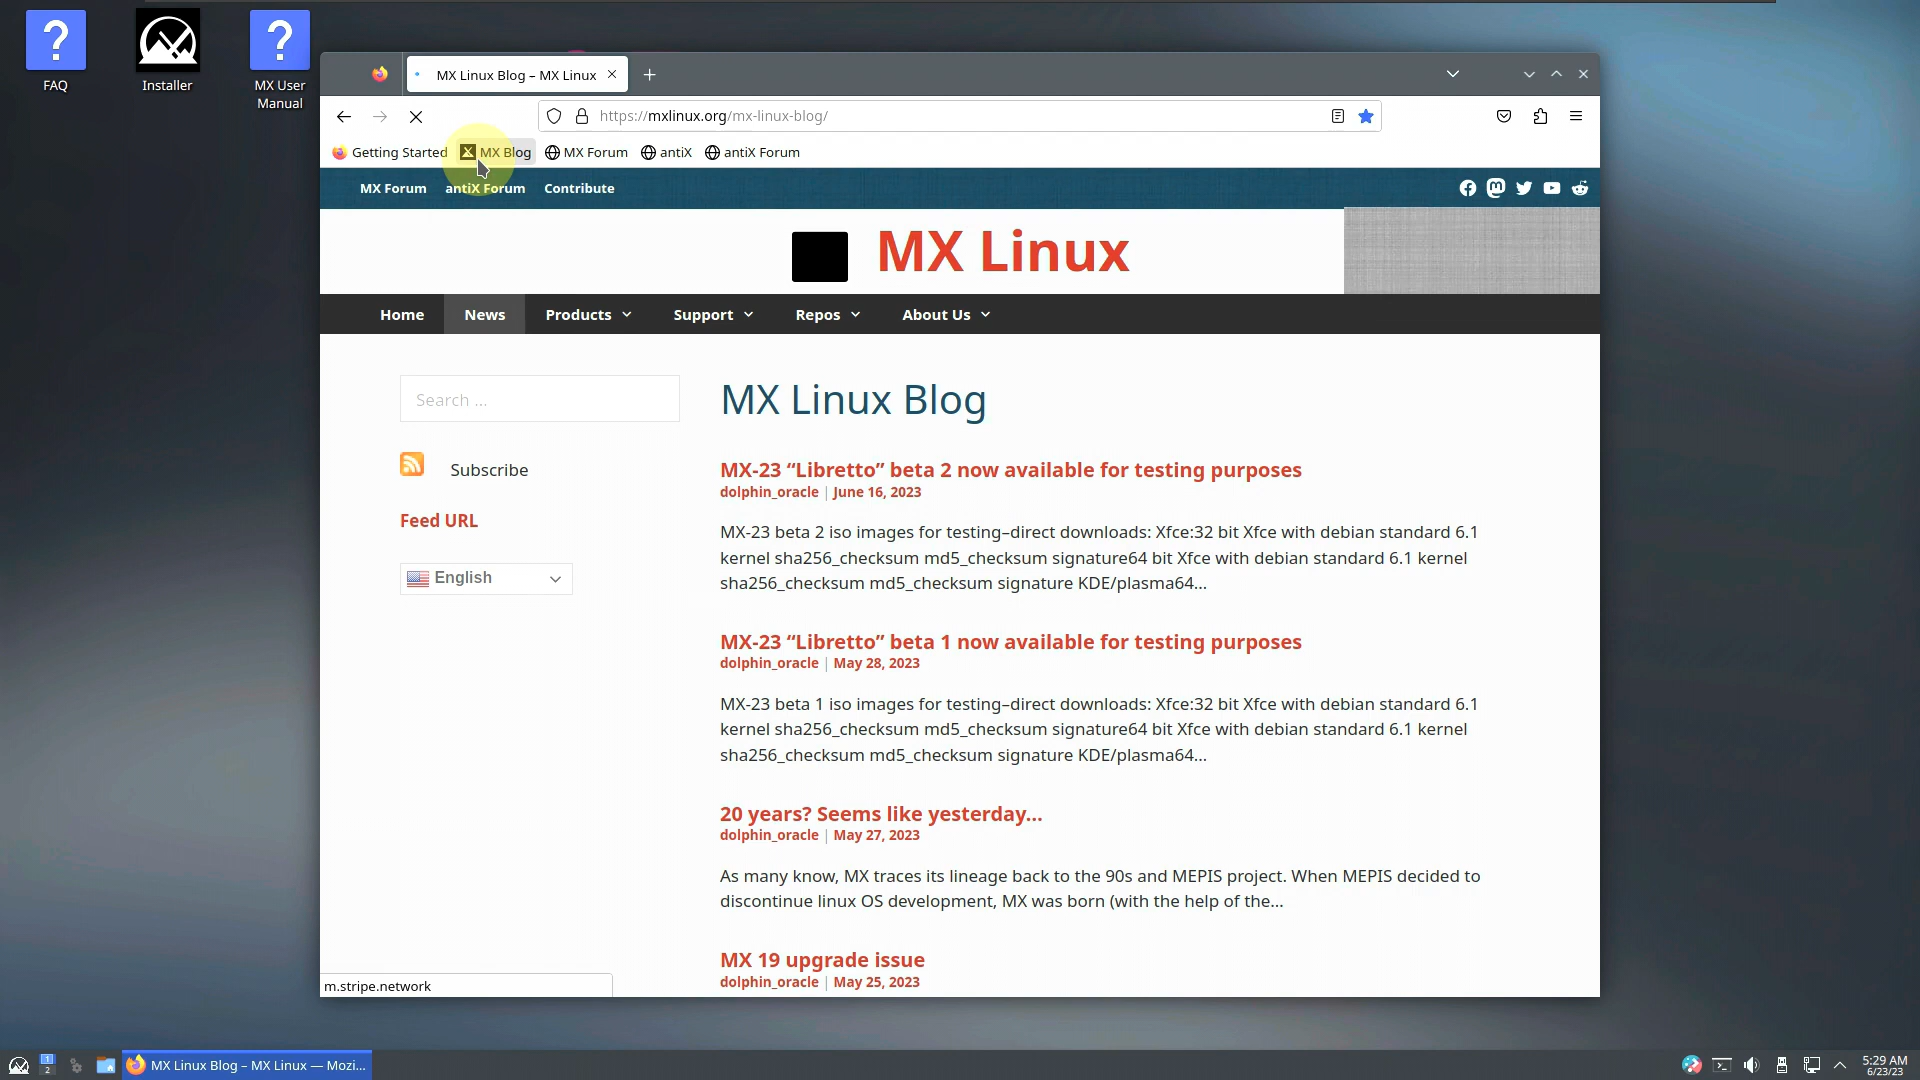 FAQ
Installer
MX User
Manual
MX Linux Blog – MX Linux
https://mxlinux.org/mx-linux-blog/
Getting Started MX Blog MX Forum antiX antiX Forum
MX Forum antiX Forum Contribute
MX Linux
Home News Products Support Repos About Us
Search ...
Subscribe
Feed URL
English
MX Linux Blog
MX-23 “Libretto” beta 2 now available for testing purposes
dolphin_oracle | June 16, 2023
MX-23 beta 2 iso images for testing–direct downloads: Xfce:32 bit Xfce with debian standard 6.1
kernel sha256_checksum md5_checksum signature64 bit Xfce with debian standard 6.1 kernel
sha256_checksum md5_checksum signature KDE/plasma64...
MX-23 “Libretto” beta 1 now available for testing purposes
dolphin_oracle | May 28, 2023
MX-23 beta 1 iso images for testing–direct downloads: Xfce:32 bit Xfce with debian standard 6.1
kernel sha256_checksum md5_checksum signature64 bit Xfce with debian standard 6.1 kernel
sha256_checksum md5_checksum signature KDE/plasma64...
20 years? Seems like yesterday...
dolphin_oracle | May 27, 2023
As many know, MX traces its lineage back to the 90s and MEPIS project. When MEPIS decided to
discontinue linux OS development, MX was born (with the help of the...
MX 19 upgrade issue
dolphin_oracle | May 25, 2023
m.stripe.network
1
2
MX Linux Blog – MX Linux — Mozi...
5:29 AM
6/23/23